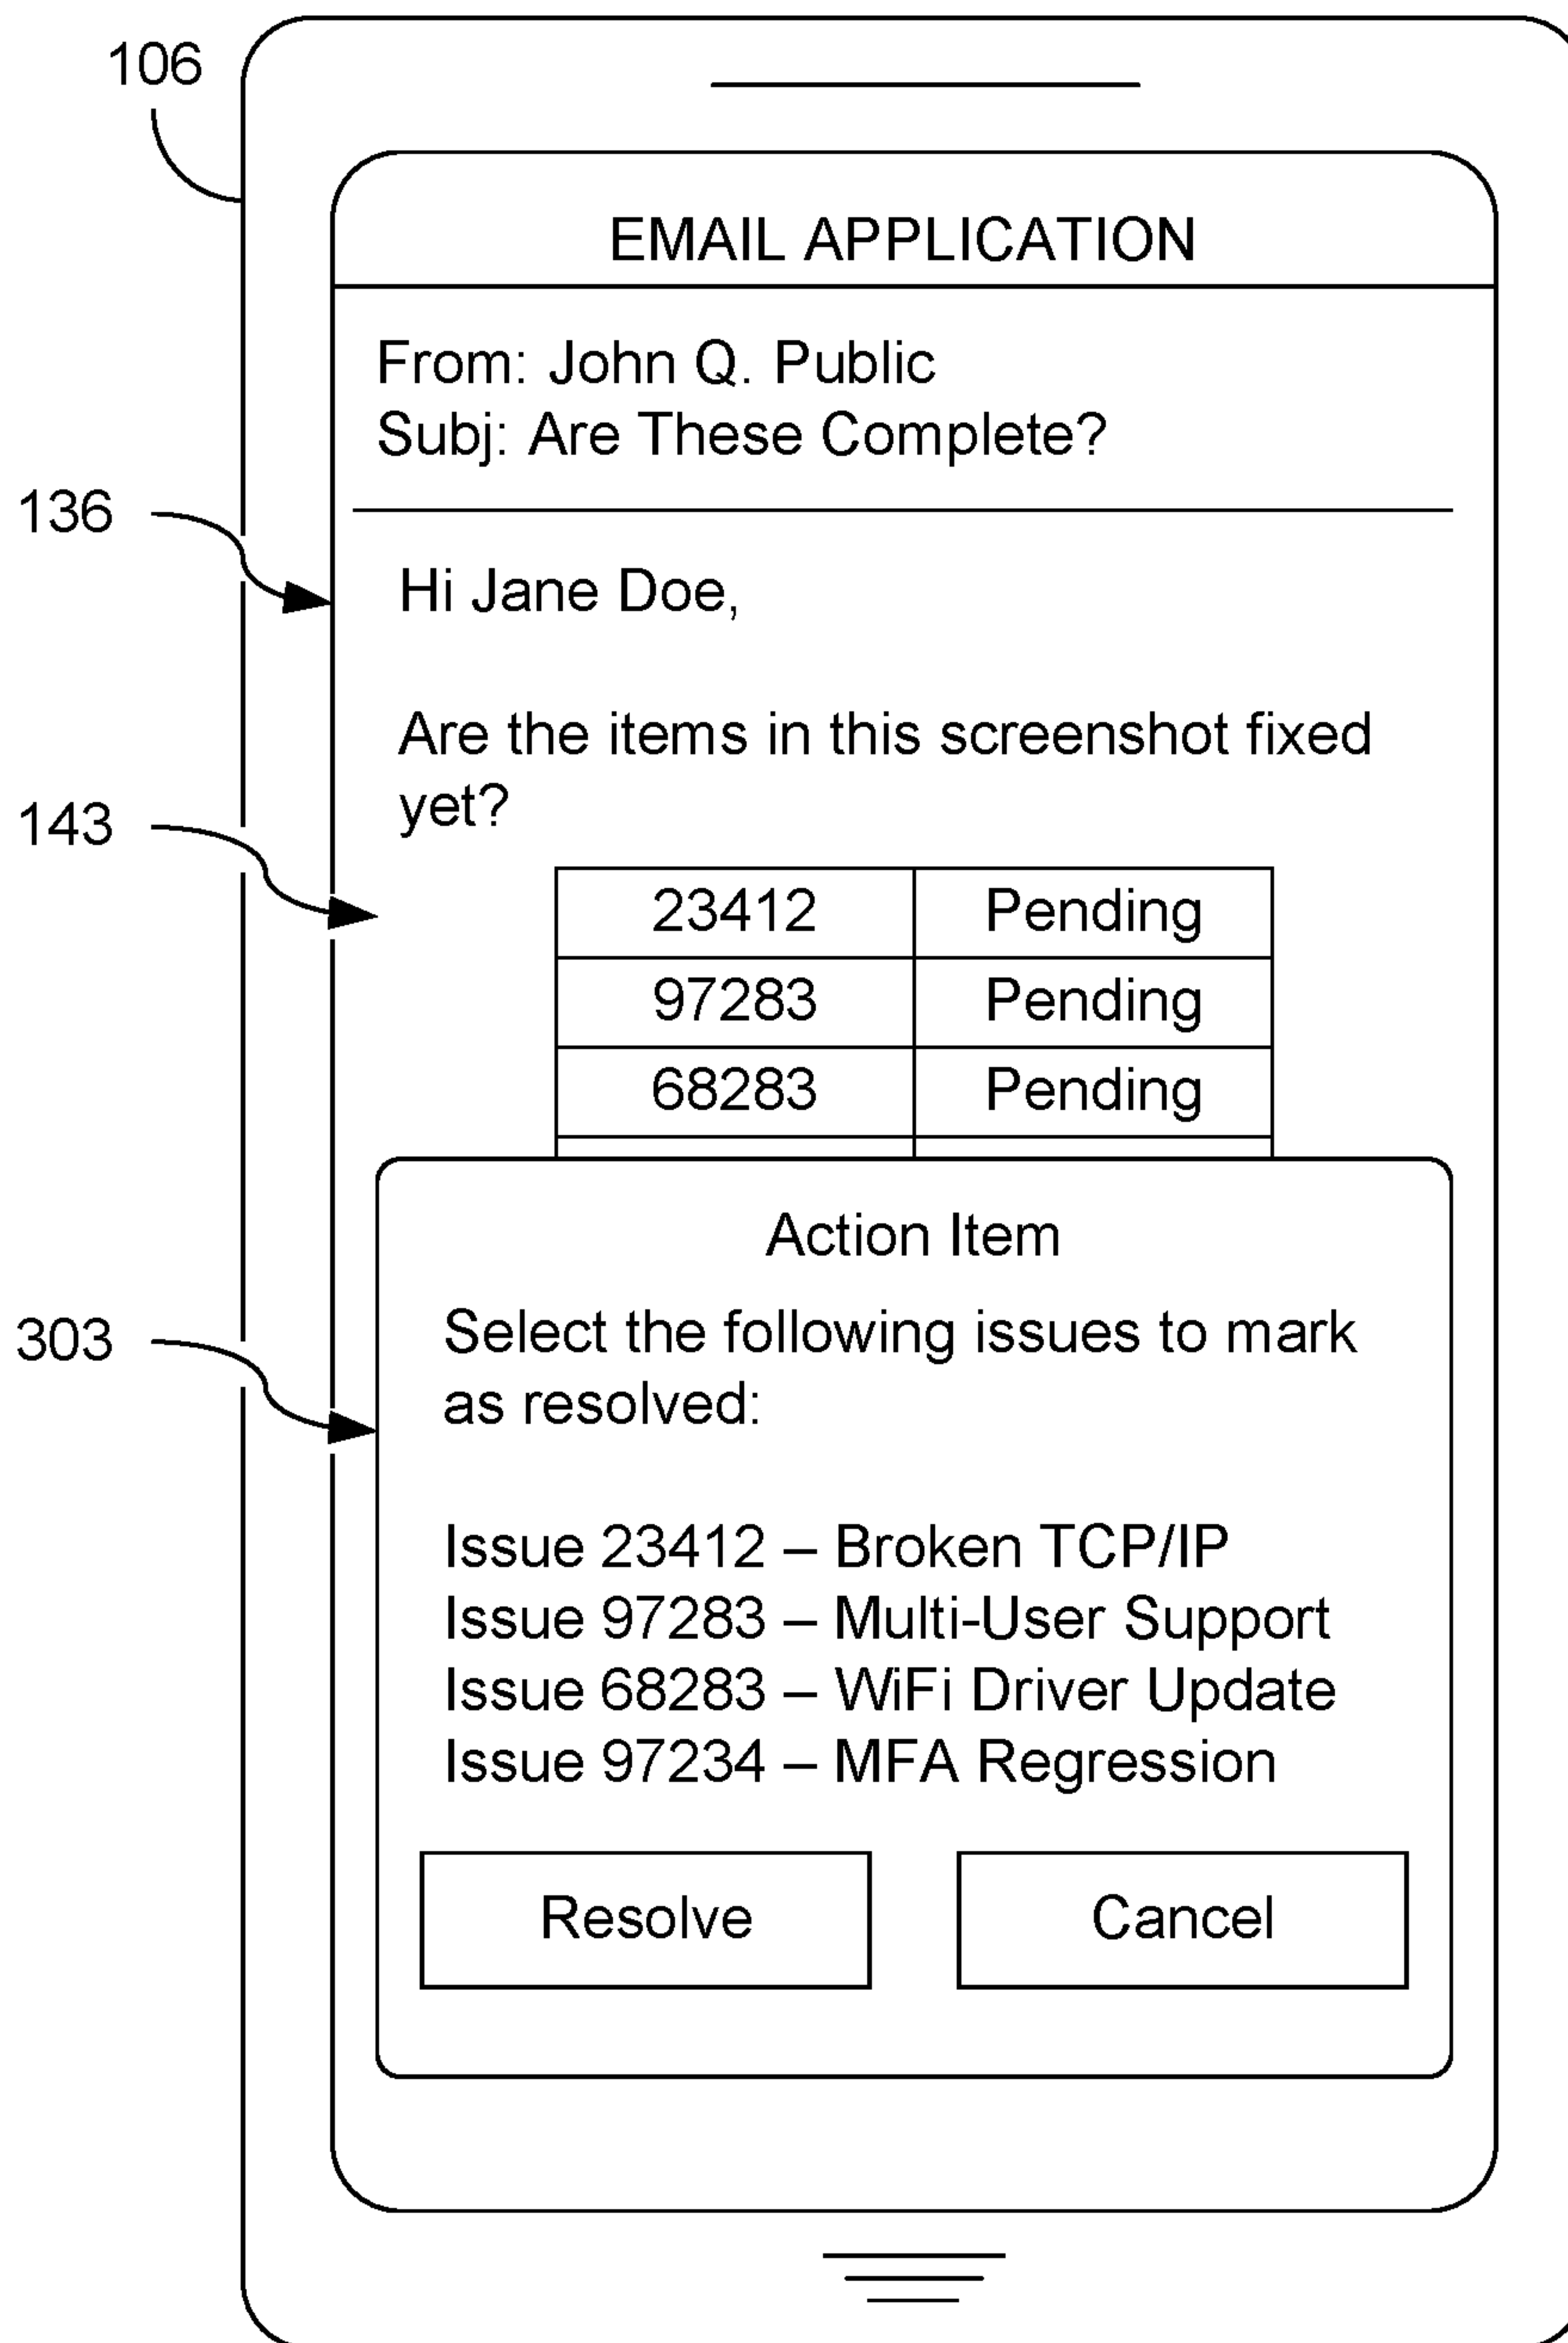 106
EMAIL APPLICATION
From: John Q. Public
Subj: Are These Complete?
136
Hi Jane Doe,
Are the items in this screenshot fixed
yet?
143
23412 Pending
97283 Pending
68283 Pending
Action Item
303
Select the following issues to mark
as resolved:
Issue 23412 – Broken TCP/IP
Issue 97283 – Multi-User Support
Issue 68283 – WiFi Driver Update
Issue 97234 – MFA Regression
Resolve Cancel